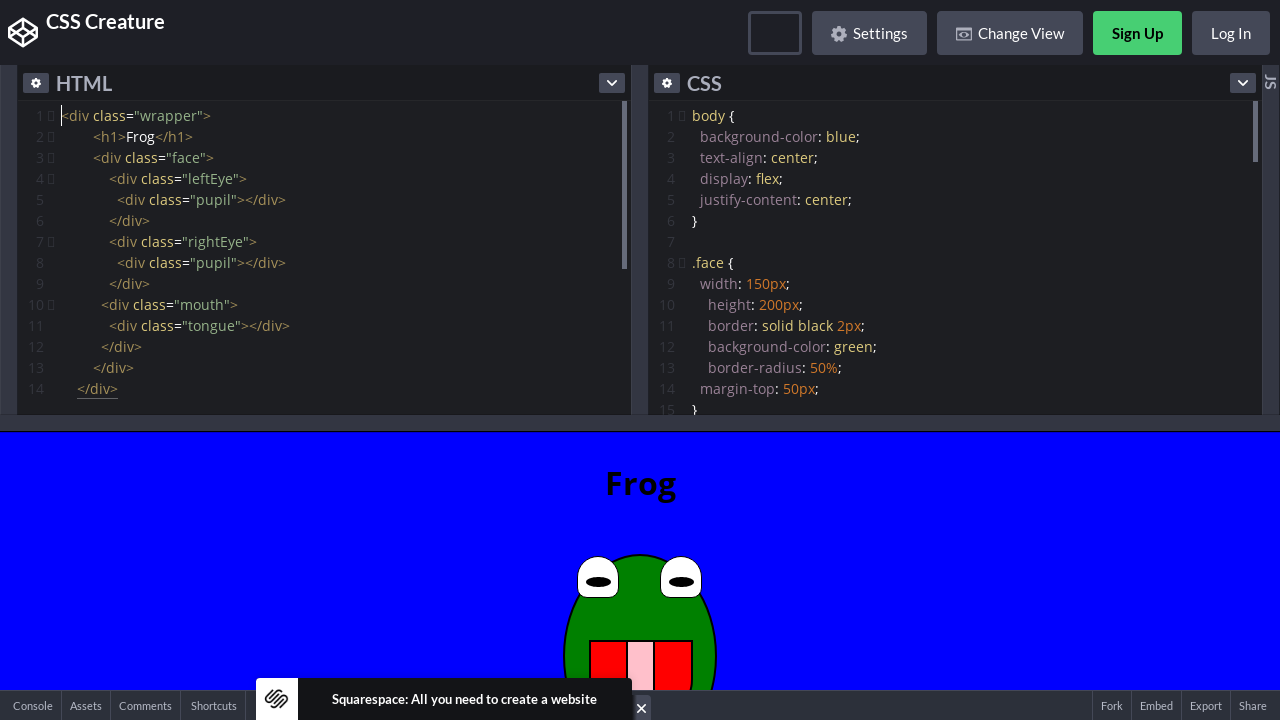 CSS Creature
Settings
Change View
Sign Up
Log In
HTML
1 <div class="wrapper">
2 <h1>Frog</h1>
3 <div class="face">
4 <div class="leftEye">
5 <div class="pupil"></div>
6 </div>
7 <div class="rightEye">
8 <div class="pupil"></div>
9 </div>
10 <div class="mouth">
11 <div class="tongue"></div>
12 </div>
13 </div>
14 </div>
CSS
1 body {
2 background-color: blue;
3 text-align: center;
4 display: flex;
5 justify-content: center;
6 }
7
8 .face {
9 width: 150px;
10 height: 200px;
11 border: solid black 2px;
12 background-color: green;
13 border-radius: 50%;
14 margin-top: 50px;
15 }
JS
Frog
Squarespace: All you need to create a website
Console
Assets
Comments
Shortcuts
Fork
Embed
Export
Share